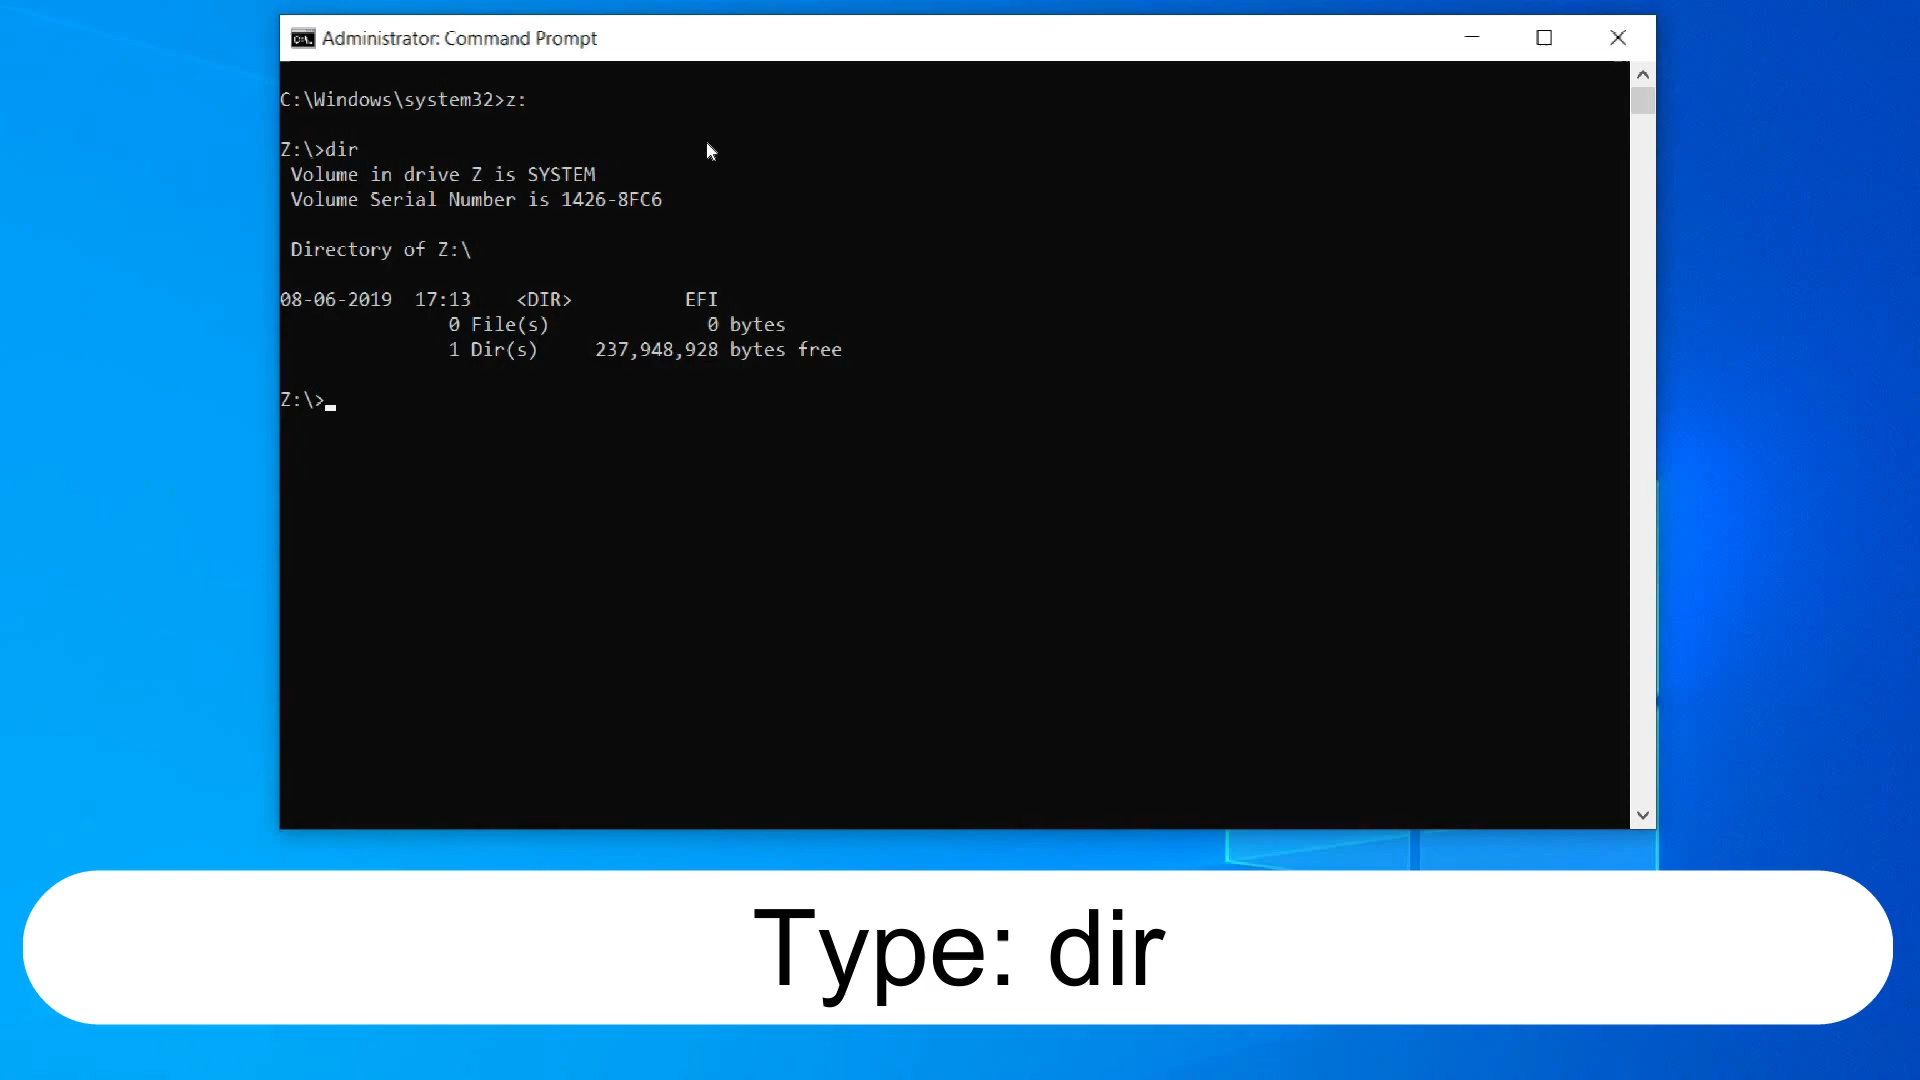 Administrator: Command Prompt
C:\Windows\system32>z:
Z:\>dir
Volume in drive Z is SYSTEM
Volume Serial Number is 1426-8FC6
Directory of Z:\
08-06-2019  17:13    <DIR>          EFI
0 File(s)              0 bytes
1 Dir(s)     237,948,928 bytes free
Z:\>
Type: dir